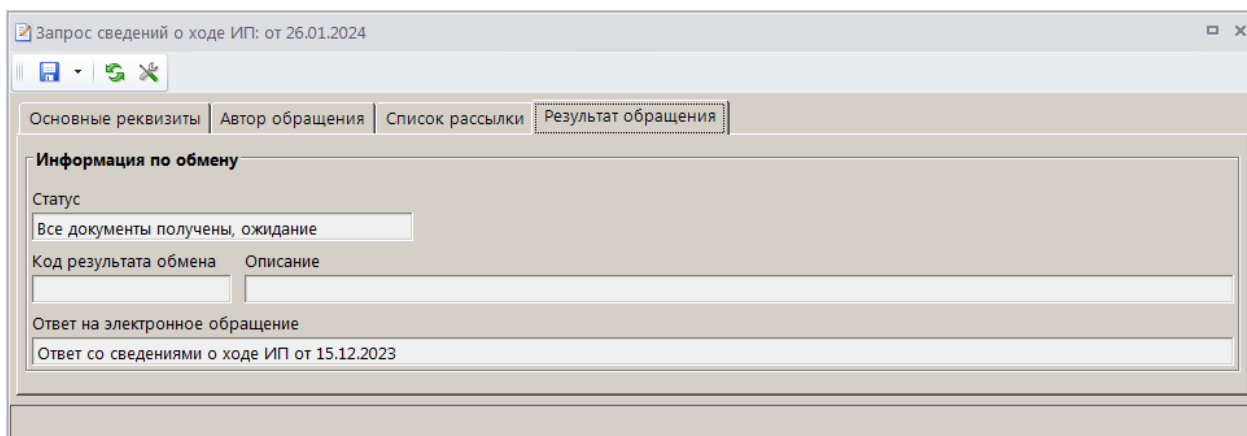 Запрос сведений о ходе ИП: от 26.01.2024
Основные реквизиты Автор обращения Список рассылки Результат обращения
Информация по обмену
Статус
Все документы получены, ожидание
Код результата обмена Описание
Ответ на электронное обращение
Ответ со сведениями о ходе ИП от 15.12.2023